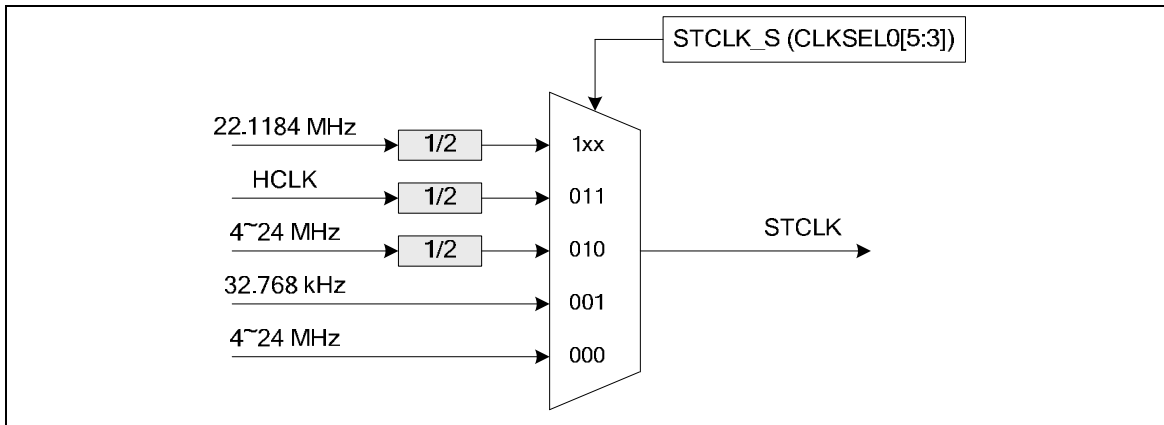 STCLK_S (CLKSEL0[5:3])
22.1184 MHz
1/2
1xx
HCLK
1/2
011
4~24 MHz
1/2
010
STCLK
32.768 kHz
001
4~24 MHz
000